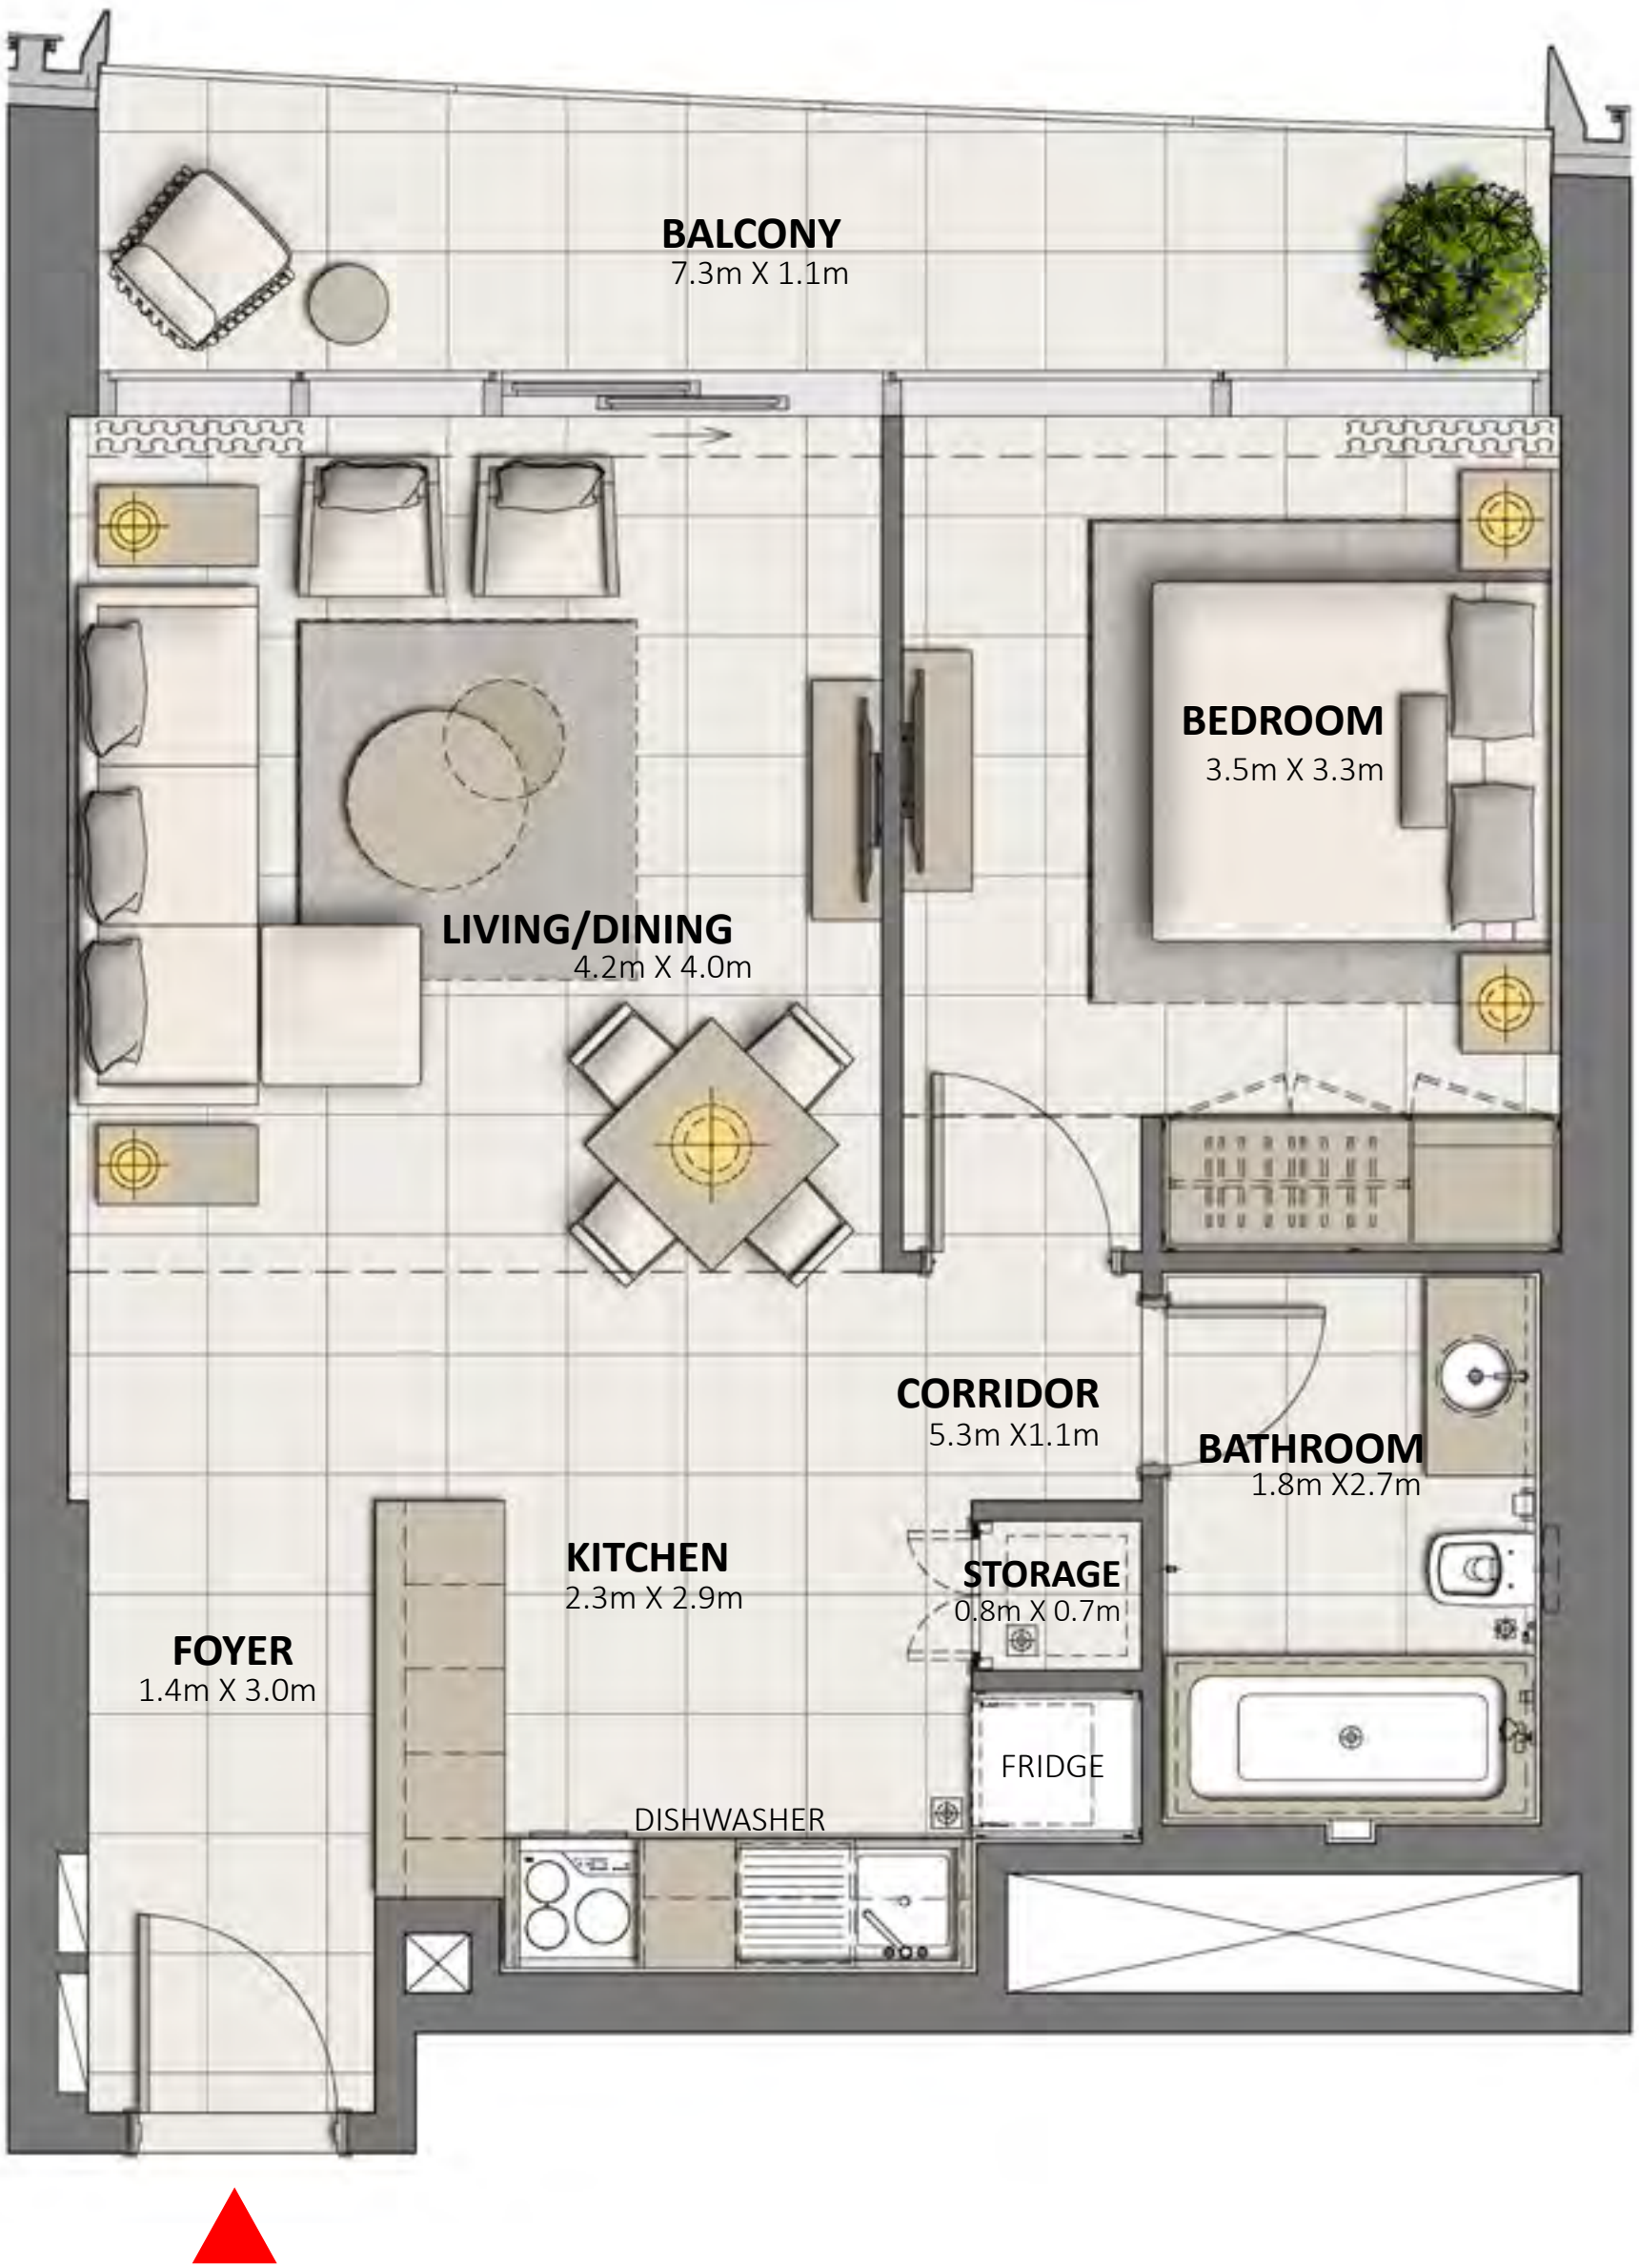 BALCONY
7.3m X 1.1m
BEDROOM
3.5m X 3.3m
LIVING/DINING
4.2m X 4.0m
CORRIDOR
5.3m X1.1m
BATHROOM
1.8m X2.7m
KITCHEN
2.3m X 2.9m
STORAGE
0.8m X 0.7m
FOYER
1.4m X 3.0m
FRIDGE
DISHWASHER